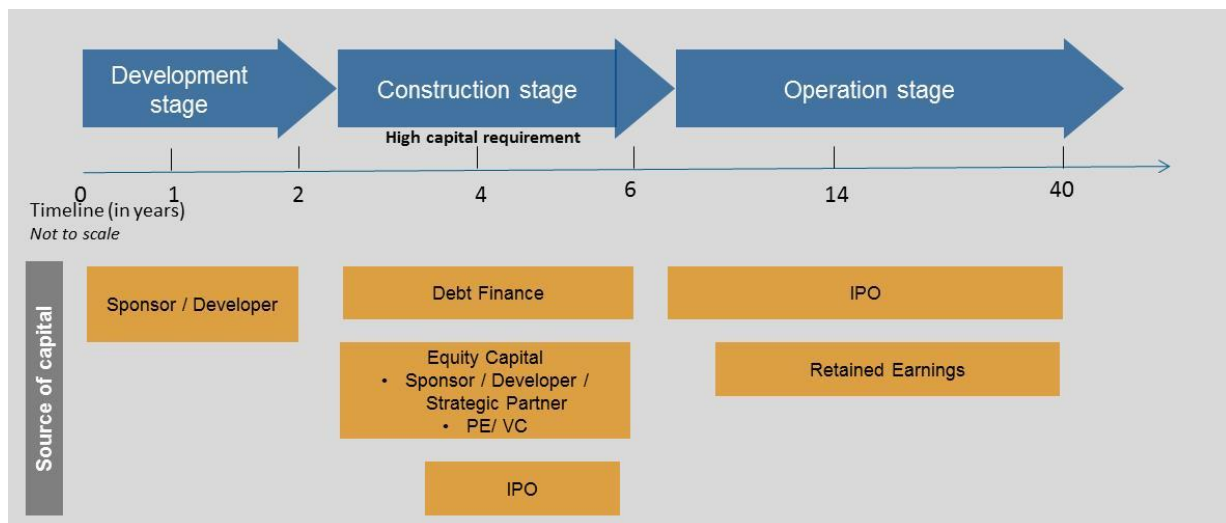 Development
stage
Construction stage
Operation stage
High capital requirement
0
1
2
4
6
14
40
Timeline (in years)
Not to scale
Source of capital
Sponsor / Developer
Debt Finance
IPO
Equity Capital
• Sponsor / Developer /
Strategic Partner
• PE/ VC
Retained Earnings
IPO